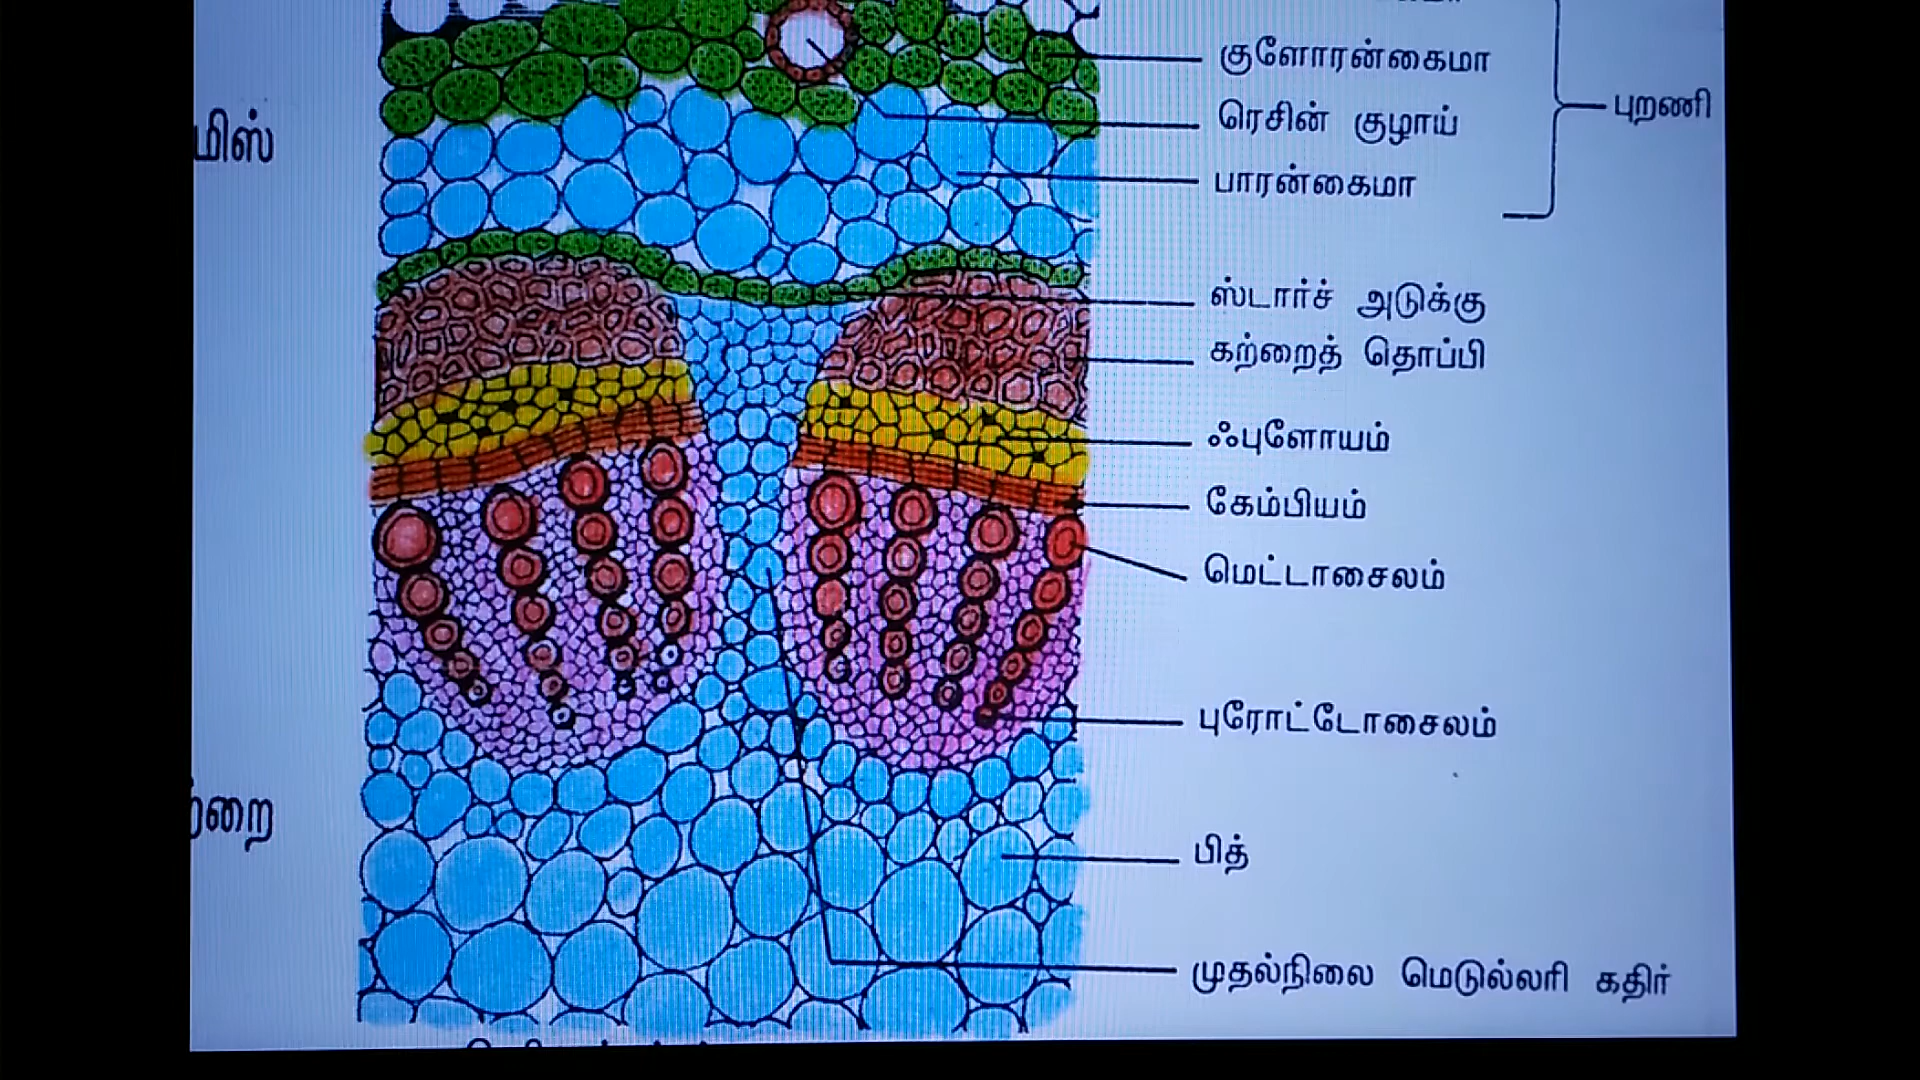 குளோரன்கைமா
ரெசின் குழாய்
புறணி
பாரன்கைமா
ஸ்டார்ச் அடுக்கு
கற்றைத் தொப்பி
ஃபுளோயம்
கேம்பியம்
மெட்டாசைலம்
புரோட்டோசைலம்
பித்
முதல்நிலை மெடுல்லரி கதிர்